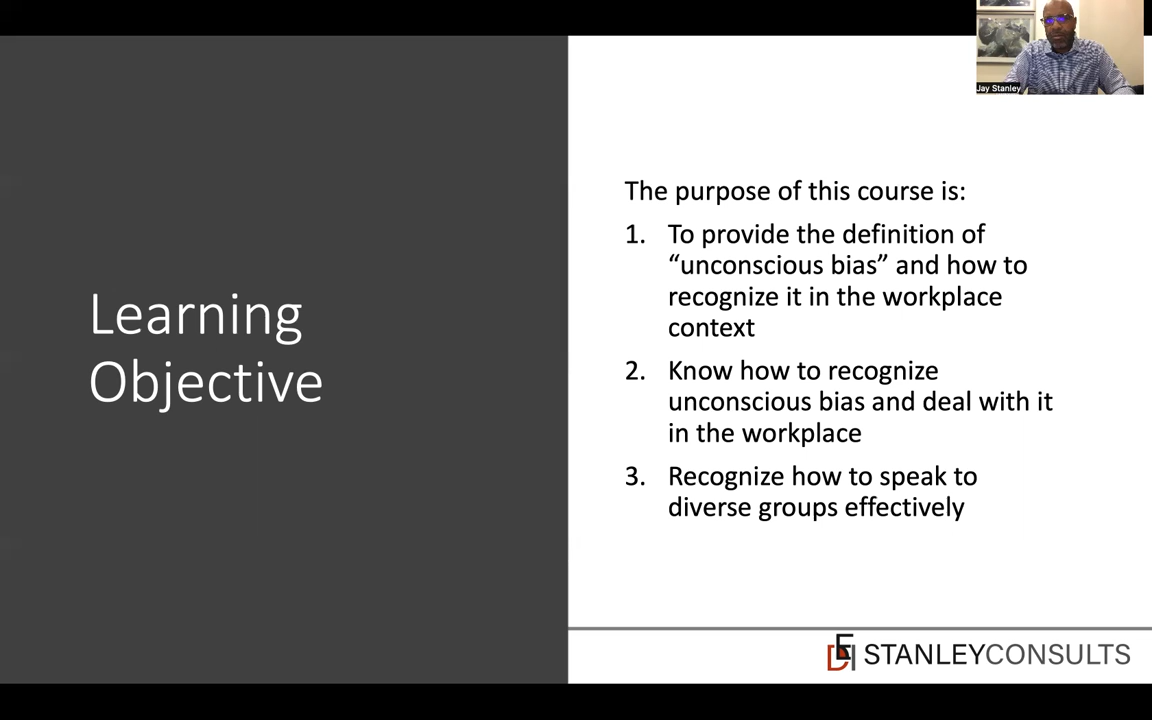 Jay Stanley
Learning
Objective
The purpose of this course is:
1. To provide the definition of
“unconscious bias” and how to
recognize it in the workplace
context
2. Know how to recognize
unconscious bias and deal with it
in the workplace
3. Recognize how to speak to
diverse groups effectively
DEI STANLEYCONSULTS